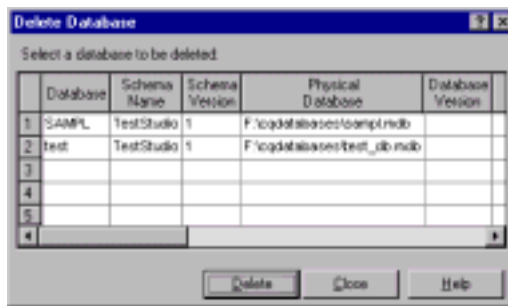 Delete Database
Select a database to be deleted:
Database Schema Name Schema Version Physical Database Database Version
1 SAMPL TestStudio 1 F:\cqdatabases\sampl.mdb
2 test TestStudio 1 F:\cqdatabases\test_db.mdb
3
4
5
Delete Close Help